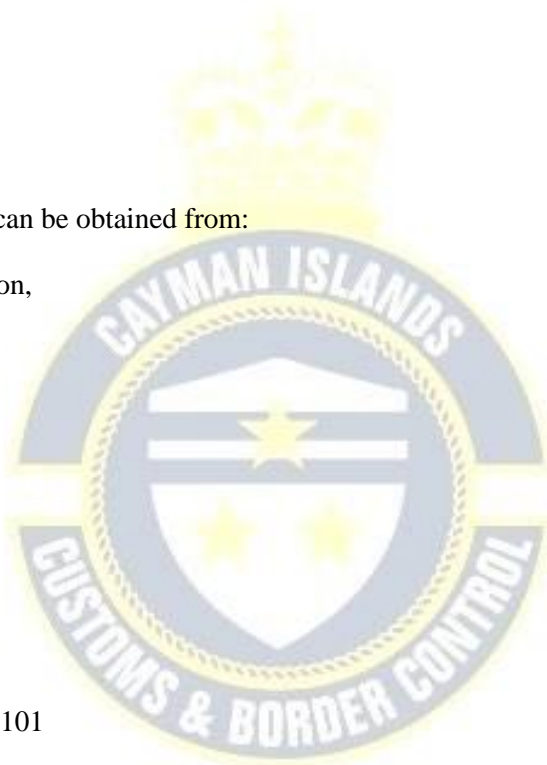 can be obtained from:
on,
CAYMAN ISLANDS
CUSTOMS & BORDER CONTROL
101